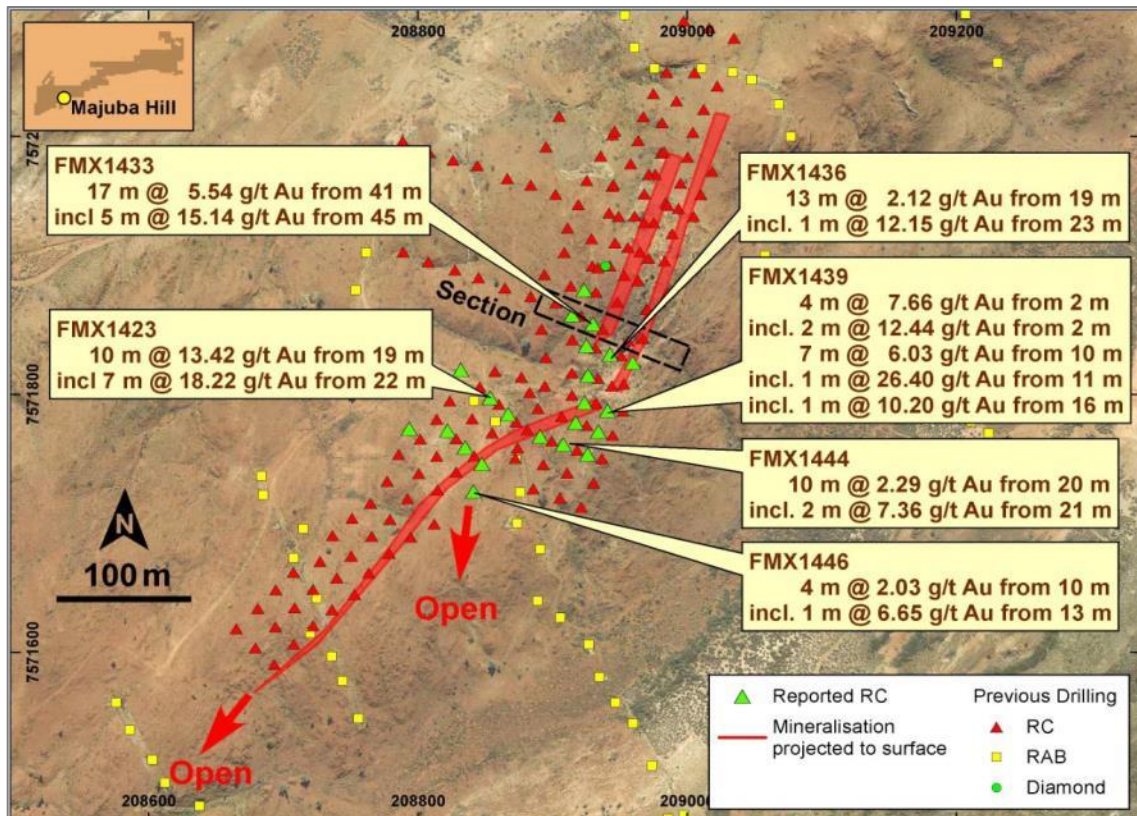 208800
209000
209200
Majuba Hill
7572
FMX1433
17 m @ 5.54 g/t Au from 41 m
incl 5 m @ 15.14 g/t Au from 45 m
FMX1436
13 m @ 2.12 g/t Au from 19 m
incl. 1 m @ 12.15 g/t Au from 23 m
Section
FMX1439
4 m @ 7.66 g/t Au from 2 m
incl. 2 m @ 12.44 g/t Au from 2 m
7 m @ 6.03 g/t Au from 10 m
incl. 1 m @ 26.40 g/t Au from 11 m
incl. 1 m @ 10.20 g/t Au from 16 m
FMX1423
10 m @ 13.42 g/t Au from 19 m
incl 7 m @ 18.22 g/t Au from 22 m
7571800
FMX1444
10 m @ 2.29 g/t Au from 20 m
incl. 2 m @ 7.36 g/t Au from 21 m
N
100 m
FMX1446
4 m @ 2.03 g/t Au from 10 m
incl. 1 m @ 6.65 g/t Au from 13 m
Open
7571600
Open
Reported RC
Mineralisation
projected to surface
Previous Drilling
RC
RAB
Diamond
208600
208800
209000